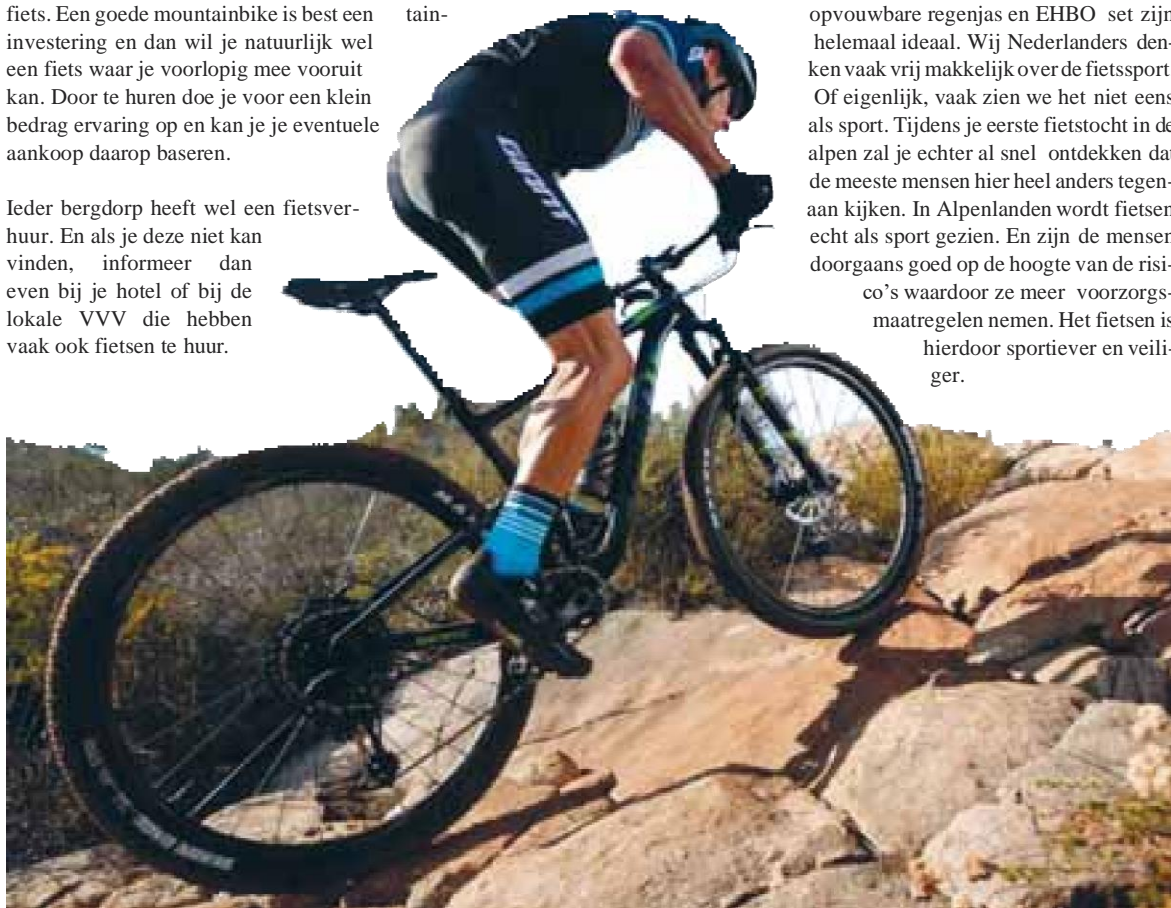 fiets. Een goede mountainbike is best een
investering en dan wil je natuurlijk wel
een fiets waar je voorlopig mee vooruit
kan. Door te huren doe je voor een klein
bedrag ervaring op en kan je je eventuele
aankoop daarop baseren.
Ieder bergdorp heeft wel een fietsver-
huur. En als je deze niet kan
vinden, informeer dan
even bij je hotel of bij de
lokale VVV die hebben
vaak ook fietsen te huur.
tain-
opvouwbare regenjas en EHBO set zijn
helemaal ideaal. Wij Nederlanders den-
ken vaak vrij makkelijk over de fietssport
Of eigenlijk, vaak zien we het niet eens
als sport. Tijdens je eerste fietstocht in de
alpen zal je echter al snel ontdekken dat
de meeste mensen hier heel anders tegen-
aan kijken. In Alpenlanden wordt fietsen
echt als sport gezien. En zijn de mensen
doorgaans goed op de hoogte van de risi-
co's waardoor ze meer voorzorgs-
maatregelen nemen. Het fietsen is
hierdoor sportiever en veili-
ger.
GIANT